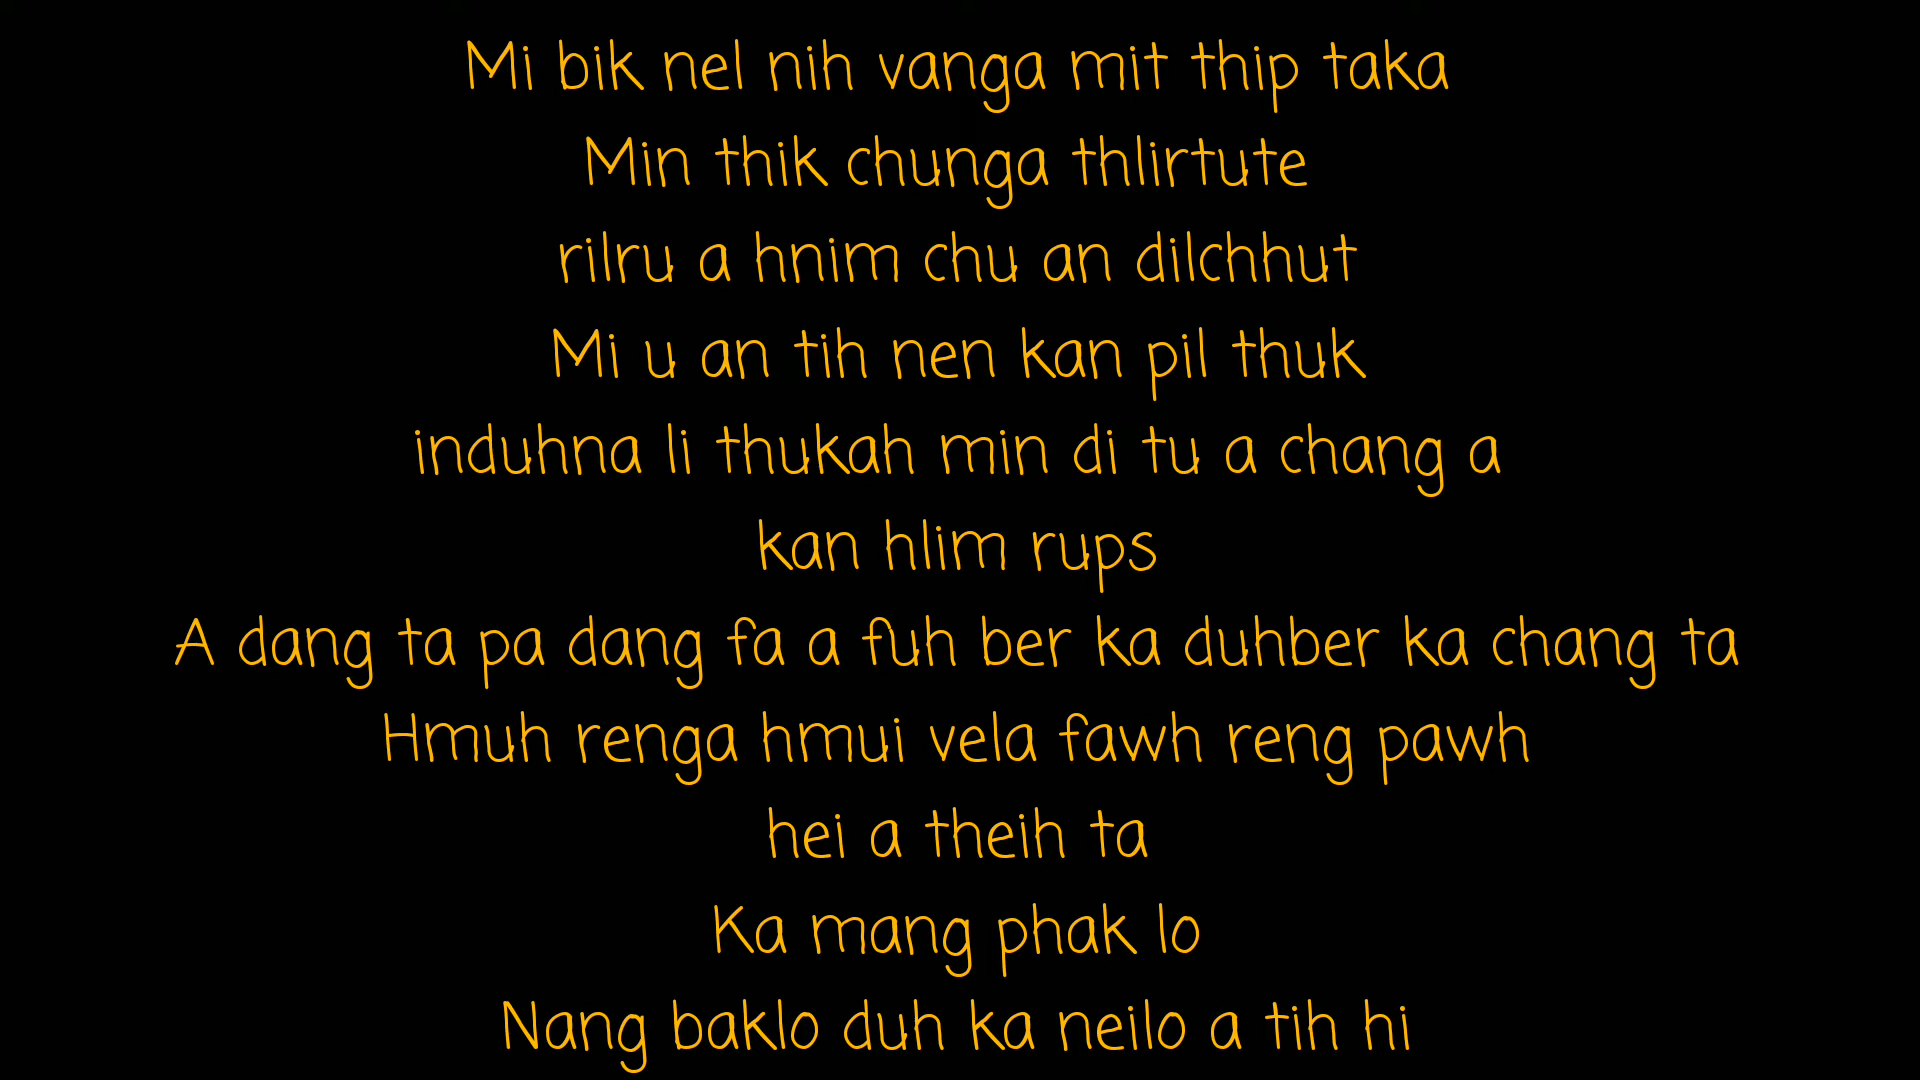 Mi bik nel nih vanga mit thip taka
Min thik chunga thlirtute
rilru a hnim chu an dilchhut
Mi u an tih nen kan pil thuk
induhna li thukah min di tu a chang a
kan hlim rups
A dang ta pa dang fa a fuh ber ka duhber ka chang ta
Hmuh renga hmui vela fawh reng pawh
hei a theih ta
Ka mang phak lo
Nang baklo duh ka neilo a tih hi